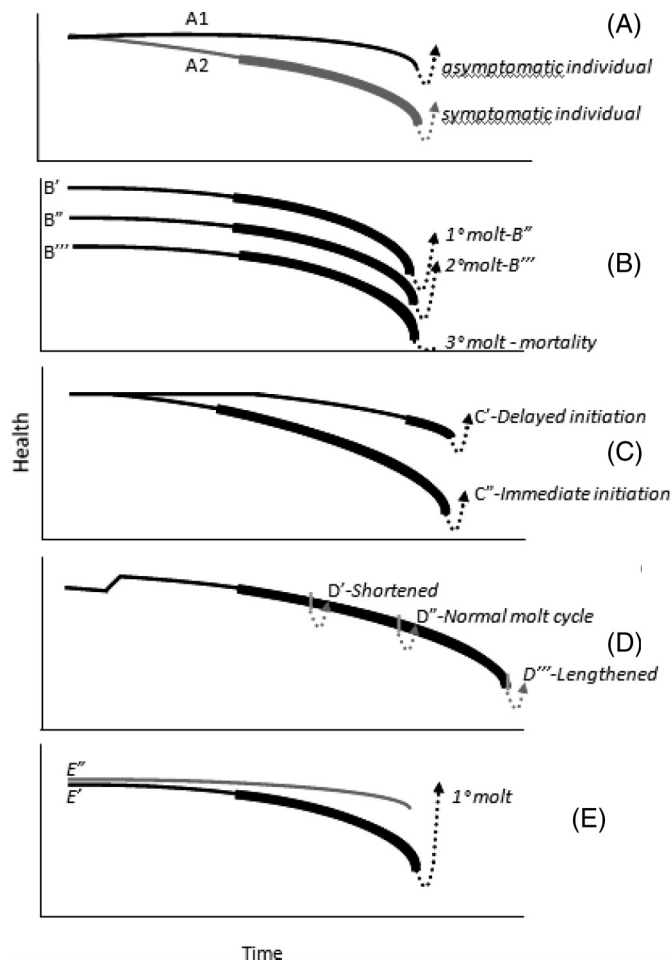 A1
(A)
A2
asymptomatic individual
symptomatic individual
B'
B"
B'''
1° molt-B"
2° molt-B'''
(B)
3° molt - mortality
Health
C'-Delayed initiation
(C)
C"-Immediate initiation
D'-Shortened
D"-Normal molt cycle
(D)
D'''-Lengthened
E"
E'
1° molt
(E)
Time